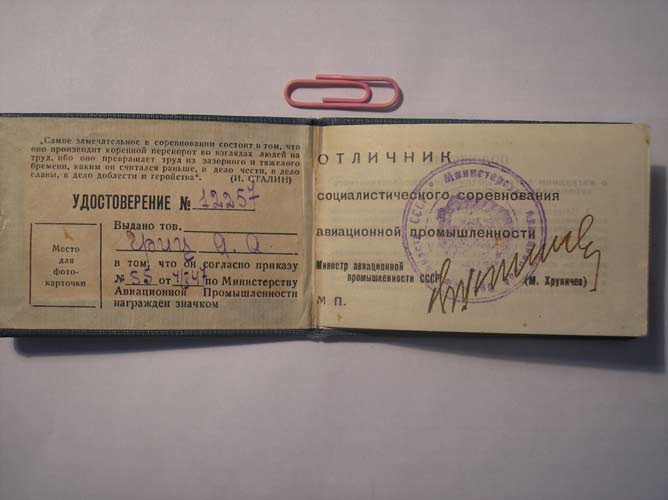 „Самое замечательное в соревновании состоит в том, что
оно производит коренной переворот во взглядах людей на
труд, ибо оно превращает труд из зазорного и тяжелого
бремени, каким он считался раньше, в дело чести, в дело
славы, в дело доблести и геройства“.
(И. СТАЛИН)
УДОСТОВЕРЕНИЕ № 12257
Выдано тов.
Место
для
фото-
карточки
в том, что он согласно приказу
№ 55 от по Министерству
Авиационной Промышленности
награжден значком
ОТЛИЧНИК
социалистического соревнования
авиационной промышленности
Министр авиационной
промышленности СССР
(М. Хруничев)
М П.
Министерство
СССР